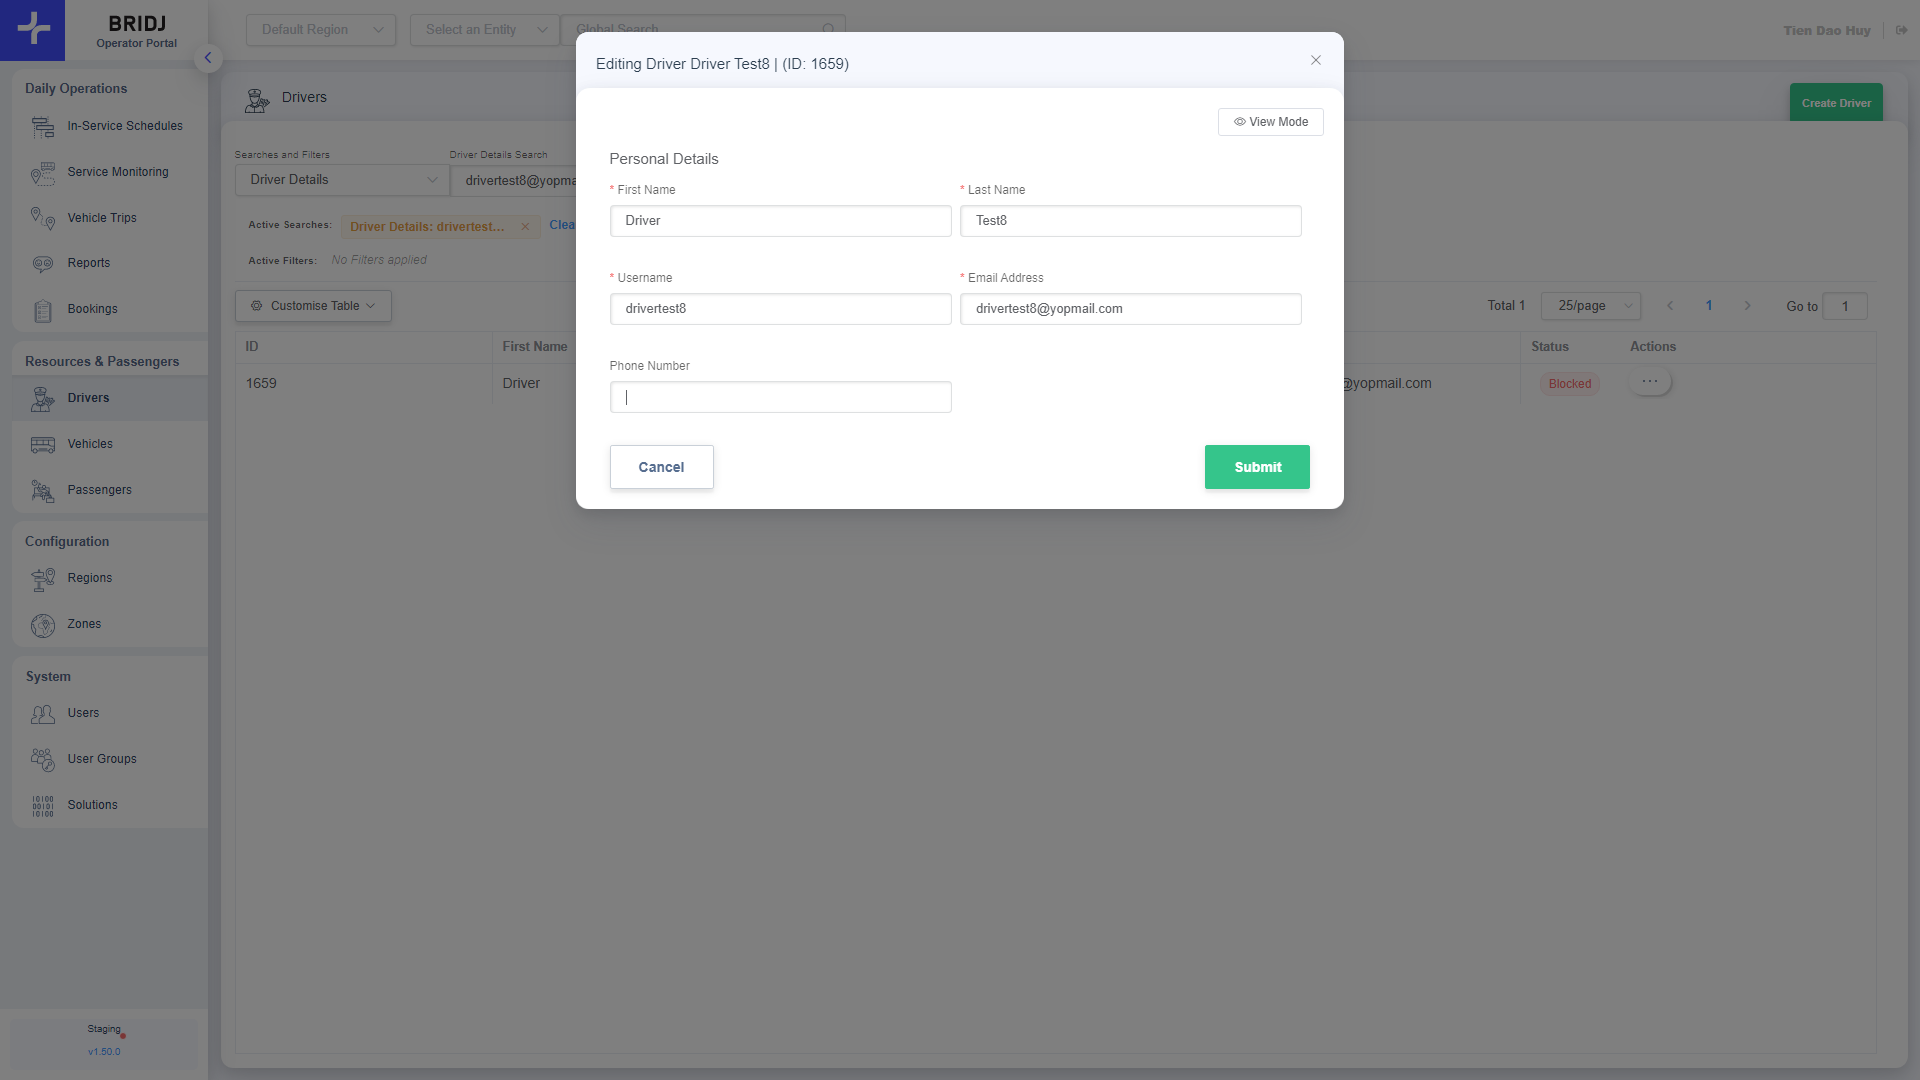 BRIDJ
Operator Portal
Default Region
Select an Entity
Global Search
Tien Dao Huy
Daily Operations
In-Service Schedules
Service Monitoring
Vehicle Trips
Reports
Bookings
Resources & Passengers
Drivers
Vehicles
Passengers
Configuration
Regions
Zones
System
Users
User Groups
Solutions
Staging
v1.50.0
Drivers
Create Driver
Searches and Filters
Driver Details Search
Driver Details
drivertest8@yopma
Active Searches:
Driver Details: drivertest...
Clea
Active Filters:
No Filters applied
Customise Table
Total 1
25/page
1
Go to
1
ID
First Name
Status
Actions
1659
Driver
@yopmail.com
Blocked
Editing Driver Driver Test8 | (ID: 1659)
View Mode
Personal Details
* First Name
* Last Name
Driver
Test8
* Username
* Email Address
drivertest8
drivertest8@yopmail.com
Phone Number
Cancel
Submit